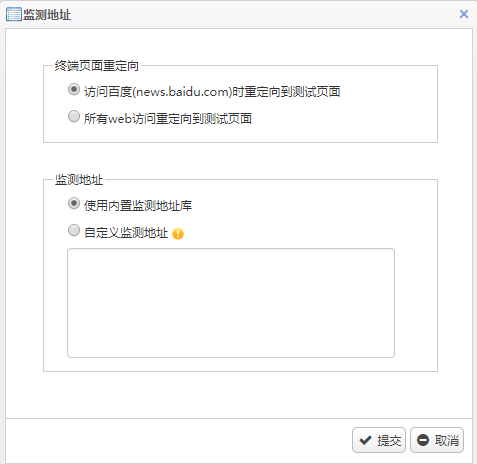 监测地址
终端页面重定向
访问百度(news.baidu.com)时重定向到测试页面
所有web访问重定向到测试页面
监测地址
使用内置监测地址库
自定义监测地址
提交 取消